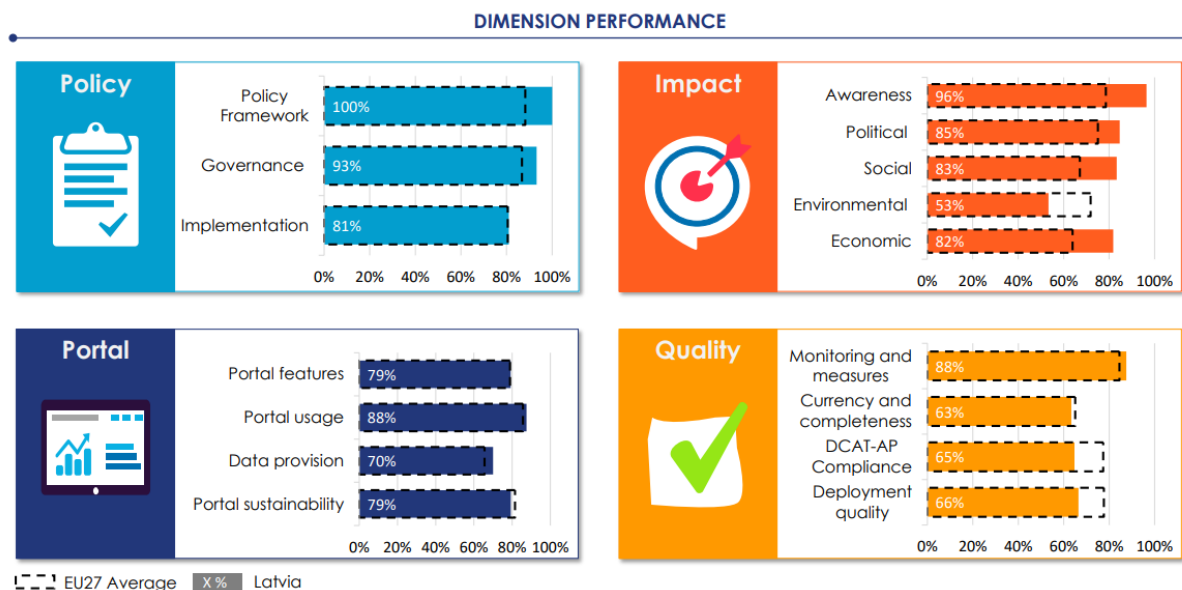 DIMENSION PERFORMANCE
Policy
Policy
Framework
100%
Governance
93%
Implementation
81%
0% 20% 40% 60% 80% 100%
Impact
Awareness
96%
Political
85%
Social
83%
Environmental
53%
Economic
82%
0% 20% 40% 60% 80% 100%
Portal
Portal features
79%
Portal usage
88%
Data provision
70%
Portal sustainability
79%
0% 20% 40% 60% 80% 100%
Quality
Monitoring and
measures
88%
Currency and
completeness
63%
DCAT-AP
Compliance
65%
Deployment
quality
66%
0% 20% 40% 60% 80% 100%
EU27 Average X % Latvia